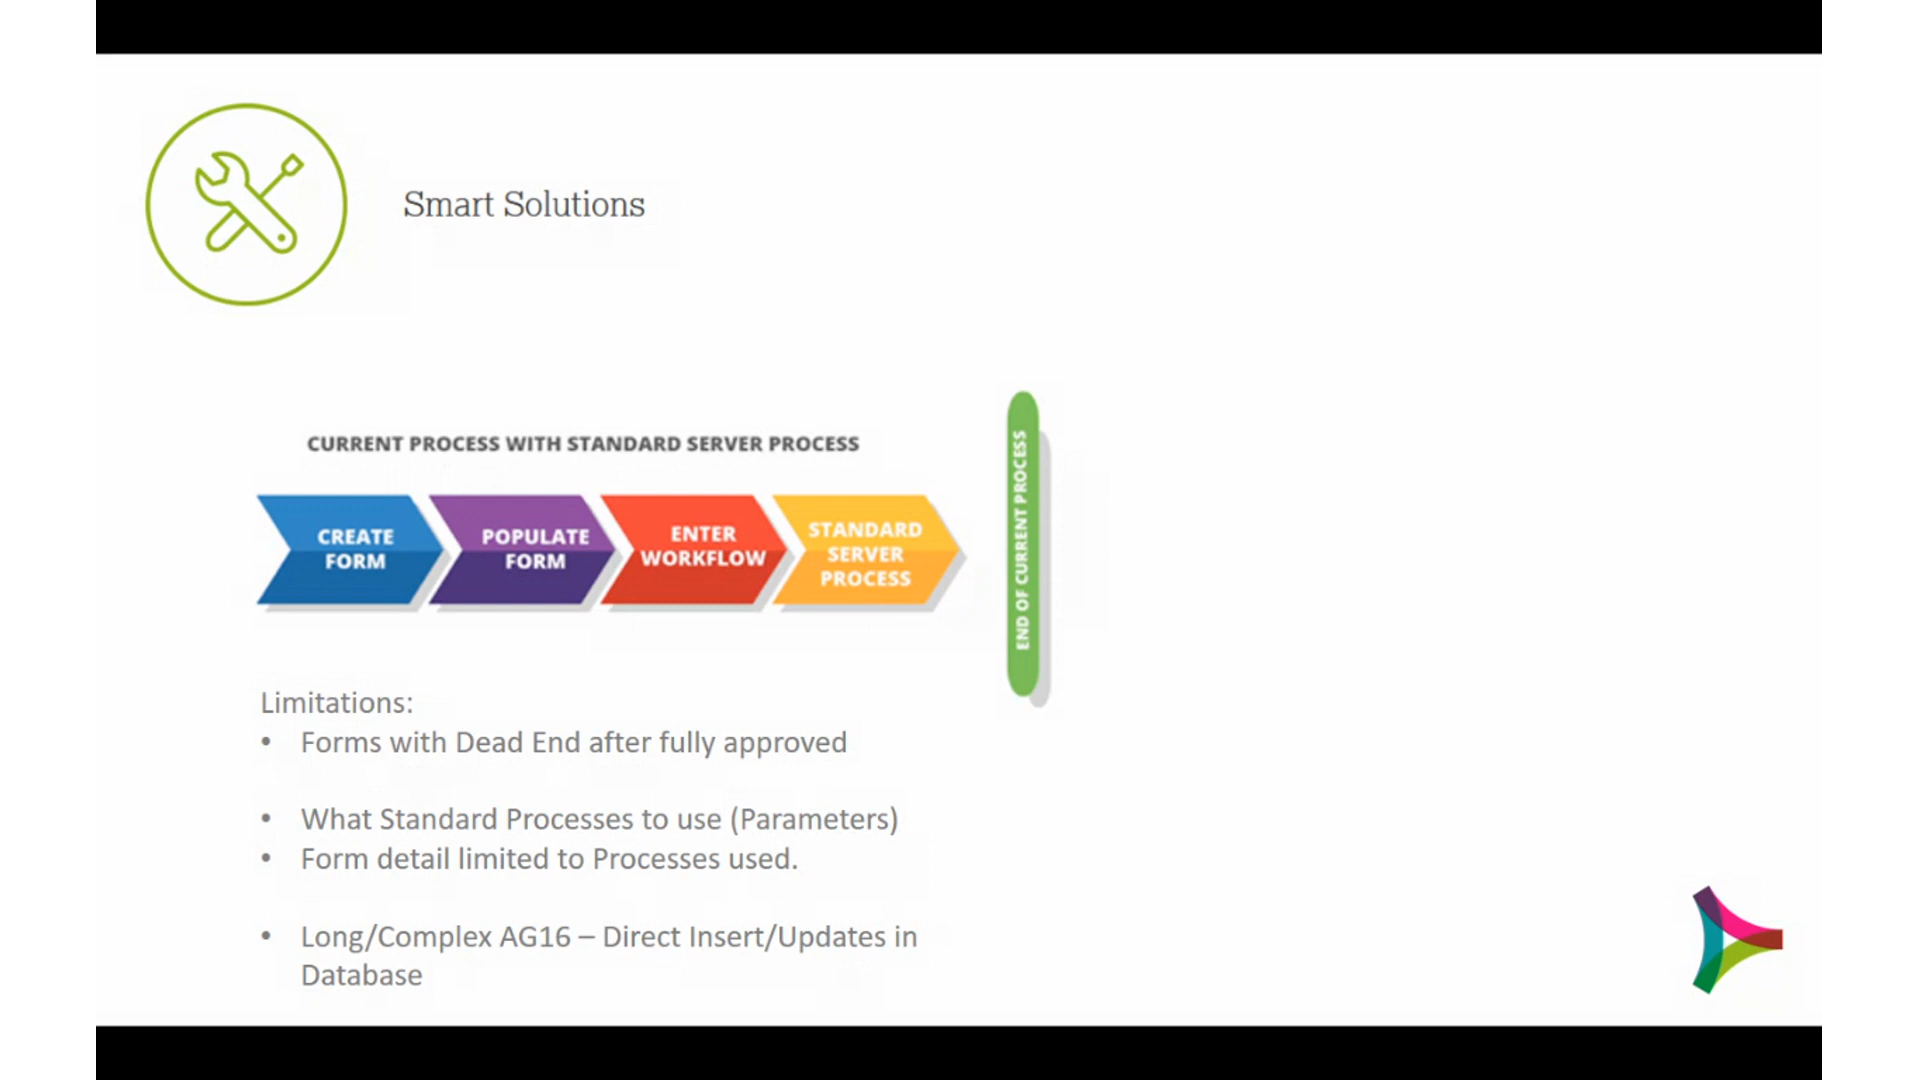 Smart Solutions
CURRENT PROCESS WITH STANDARD SERVER PROCESS
CREATE
FORM
POPULATE
FORM
ENTER
WORKFLOW
STANDARD
SERVER
PROCESS
END OF CURRENT PROCESS
Limitations:
• Forms with Dead End after fully approved
• What Standard Processes to use (Parameters)
• Form detail limited to Processes used.
• Long/Complex AG16 – Direct Insert/Updates in
Database